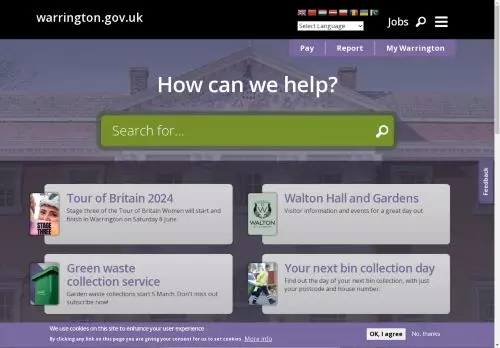 warrington.gov.uk
Select Language
Jobs
Pay
Report
My Warrington
How can we help?
Search for...
Feedback
Tour of Britain 2024
Stage three of the Tour of Britain Women will start and
finish in Warrington on Saturday 8 June
STAGE
THREE
Walton Hall and Gardens
Visitor information and events for a great day out
WALTON
Green waste
collection service
Garden waste collections start 5 March. Don't miss out
subscribe now!
Your next bin collection day
Find out the day of your next bin collection, with just
your postcode and house number.
We use cookies on this site to enhance your user experience
By clicking any link on this page you are giving your consent for us to set cookies. More info
OK, I agree
No, thanks